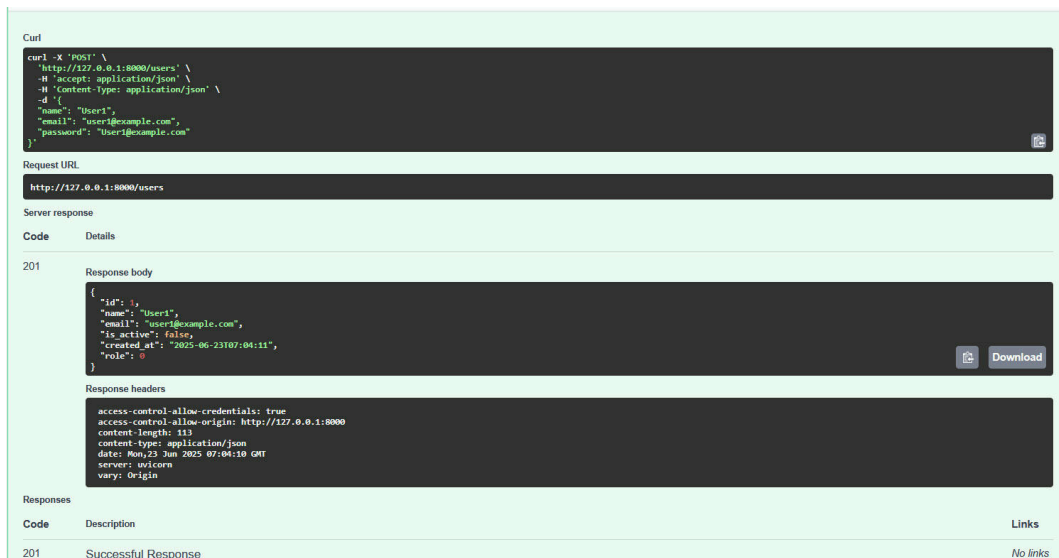 Curl
curl -X 'POST' \
'http://127.0.0.1:8000/users' \
-H 'accept: application/json' \
-H 'Content-Type: application/json' \
-d '{
"name": "User1",
"email": "user1@example.com",
"password": "User1@example.com"
}'
Request URL
http://127.0.0.1:8000/users
Server response
Code Details
201
Response body
{
"id": 1,
"name": "User1",
"email": "user1@example.com",
"is_active": false,
"created_at": "2025-06-23T07:04:11",
"role": 0
}
Download
Response headers
access-control-allow-credentials: true
access-control-allow-origin: http://127.0.0.1:8000
content-length: 113
content-type: application/json
date: Mon,23 Jun 2025 07:04:10 GMT
server: uvicorn
vary: Origin
Responses
Code Description Links
201 Successful Response No links